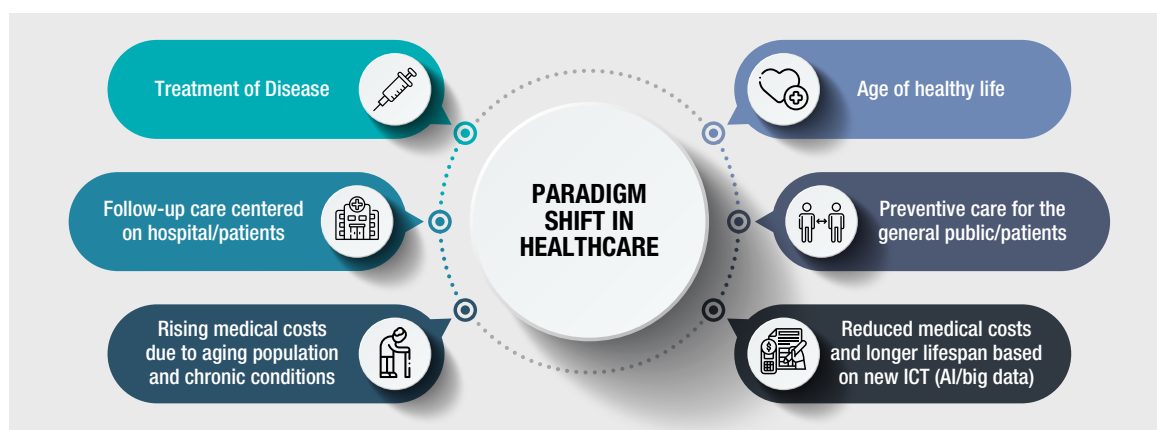 Treatment of Disease
Follow-up care centered
on hospital/patients
Rising medical costs
due to aging population
and chronic conditions
PARADIGM
SHIFT IN
HEALTHCARE
Age of healthy life
Preventive care for the
general public/patients
Reduced medical costs
and longer lifespan based
on new ICT (AI/big data)
$